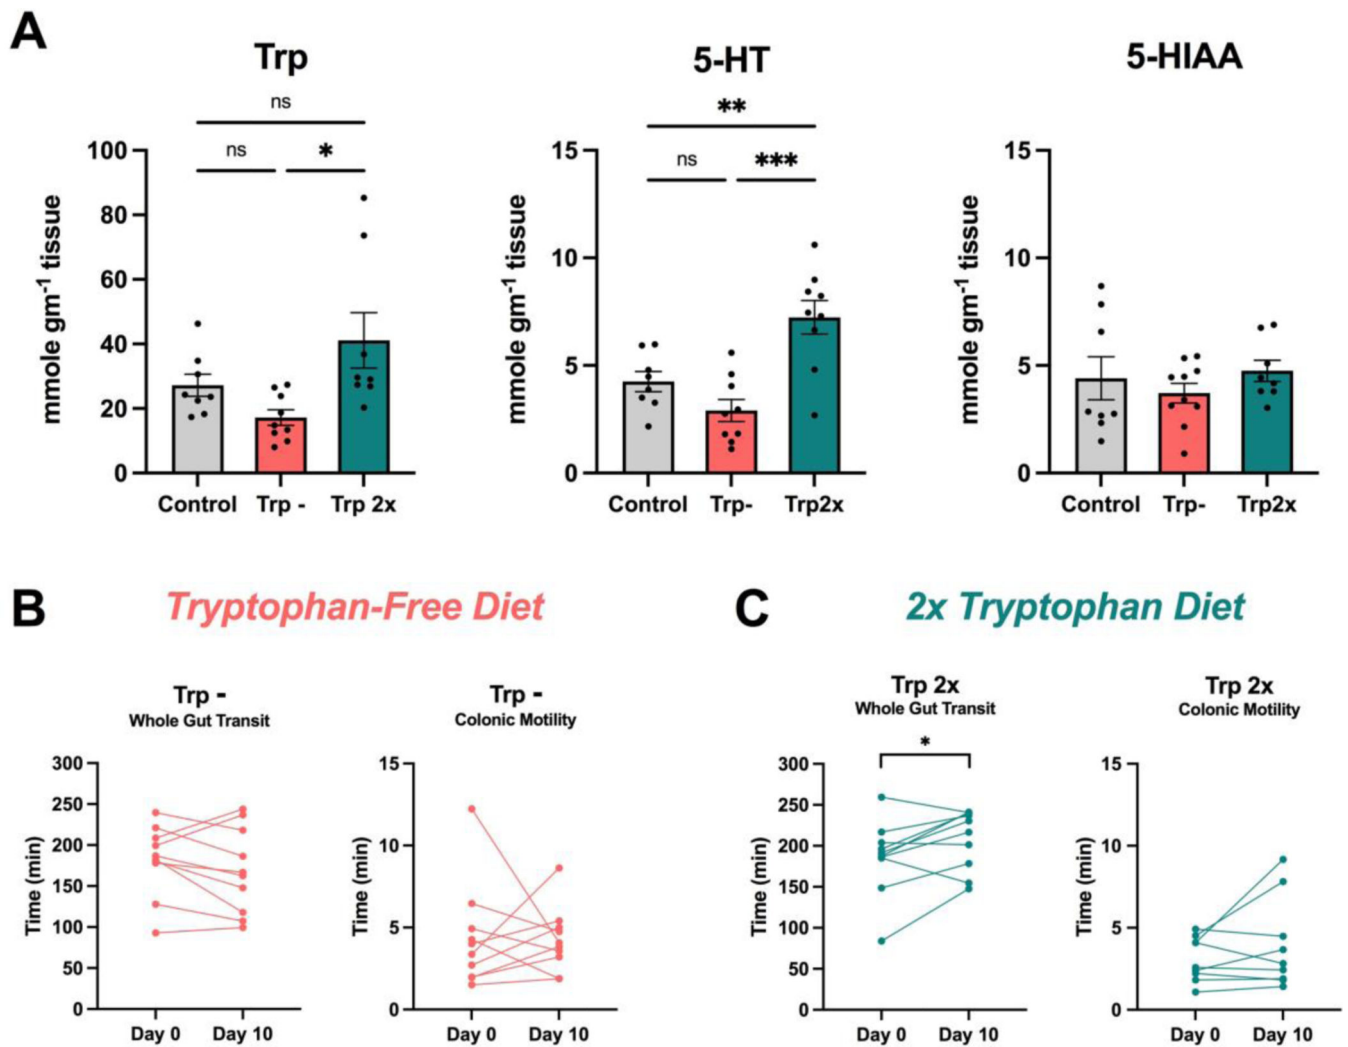 A
Trp
5-HT
5-HIAA
ns
**
ns
*
ns
***
100
80
60
40
20
0
mmole gm⁻¹ tissue
Control
Trp -
Trp 2x
15
10
5
0
mmole gm⁻¹ tissue
Control
Trp-
Trp2x
15
10
5
0
mmole gm⁻¹ tissue
Control
Trp-
Trp2x
B
Tryptophan-Free Diet
Trp -
Whole Gut Transit
300
250
200
150
100
50
0
Time (min)
Day 0
Day 10
Trp -
Colonic Motility
15
10
5
0
Time (min)
Day 0
Day 10
C
2x Tryptophan Diet
Trp 2x
Whole Gut Transit
*
300
250
200
150
100
50
0
Time (min)
Day 0
Day 10
Trp 2x
Colonic Motility
15
10
5
0
Time (min)
Day 0
Day 10